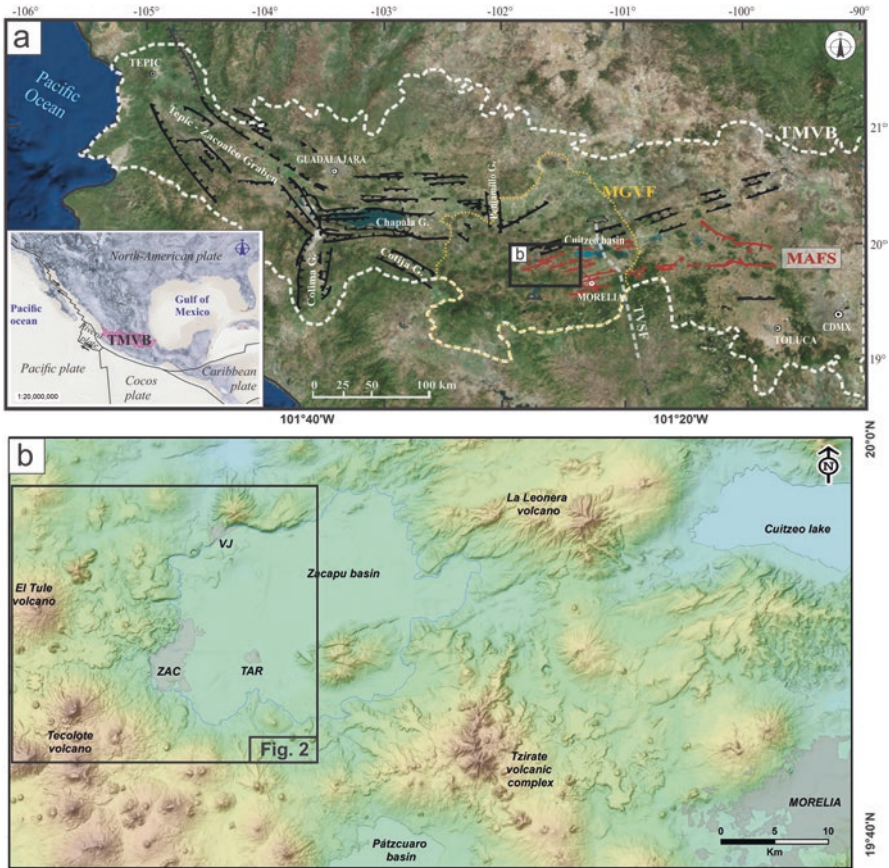 -106°
-105°
-104°
-103°
-102°
-101°
-100°
-90°
a
TEPIC
Pacific
Ocean
21°
TMVB
Tepic - Zacoalco Graben
GUADALAJARA
Penjamillo G.
MGVF
Chapala G.
Cuitzeo basin
20°
b
Colima G.
Cotija G.
MAFS
MORELIA
TVSF
TOLUCA
CDMX
19°
0 25 50 100 km
North-American plate
Pacific
ocean
Gulf of
Mexico
Rivera
plate
TMVB
Pacific plate
Cocos
plate
Caribbean
plate
1:20,000,000
101°40'W
101°20'W
20°0'N
b
N
La Leonera
volcano
Cuitzeo lake
VJ
Zacapu basin
El Tule
volcano
ZAC
TAR
Tecolote
volcano
Fig. 2
Tzirate
volcanic
complex
MORELIA
Pátzcuaro
basin
0 5 10
Km
19°40'N